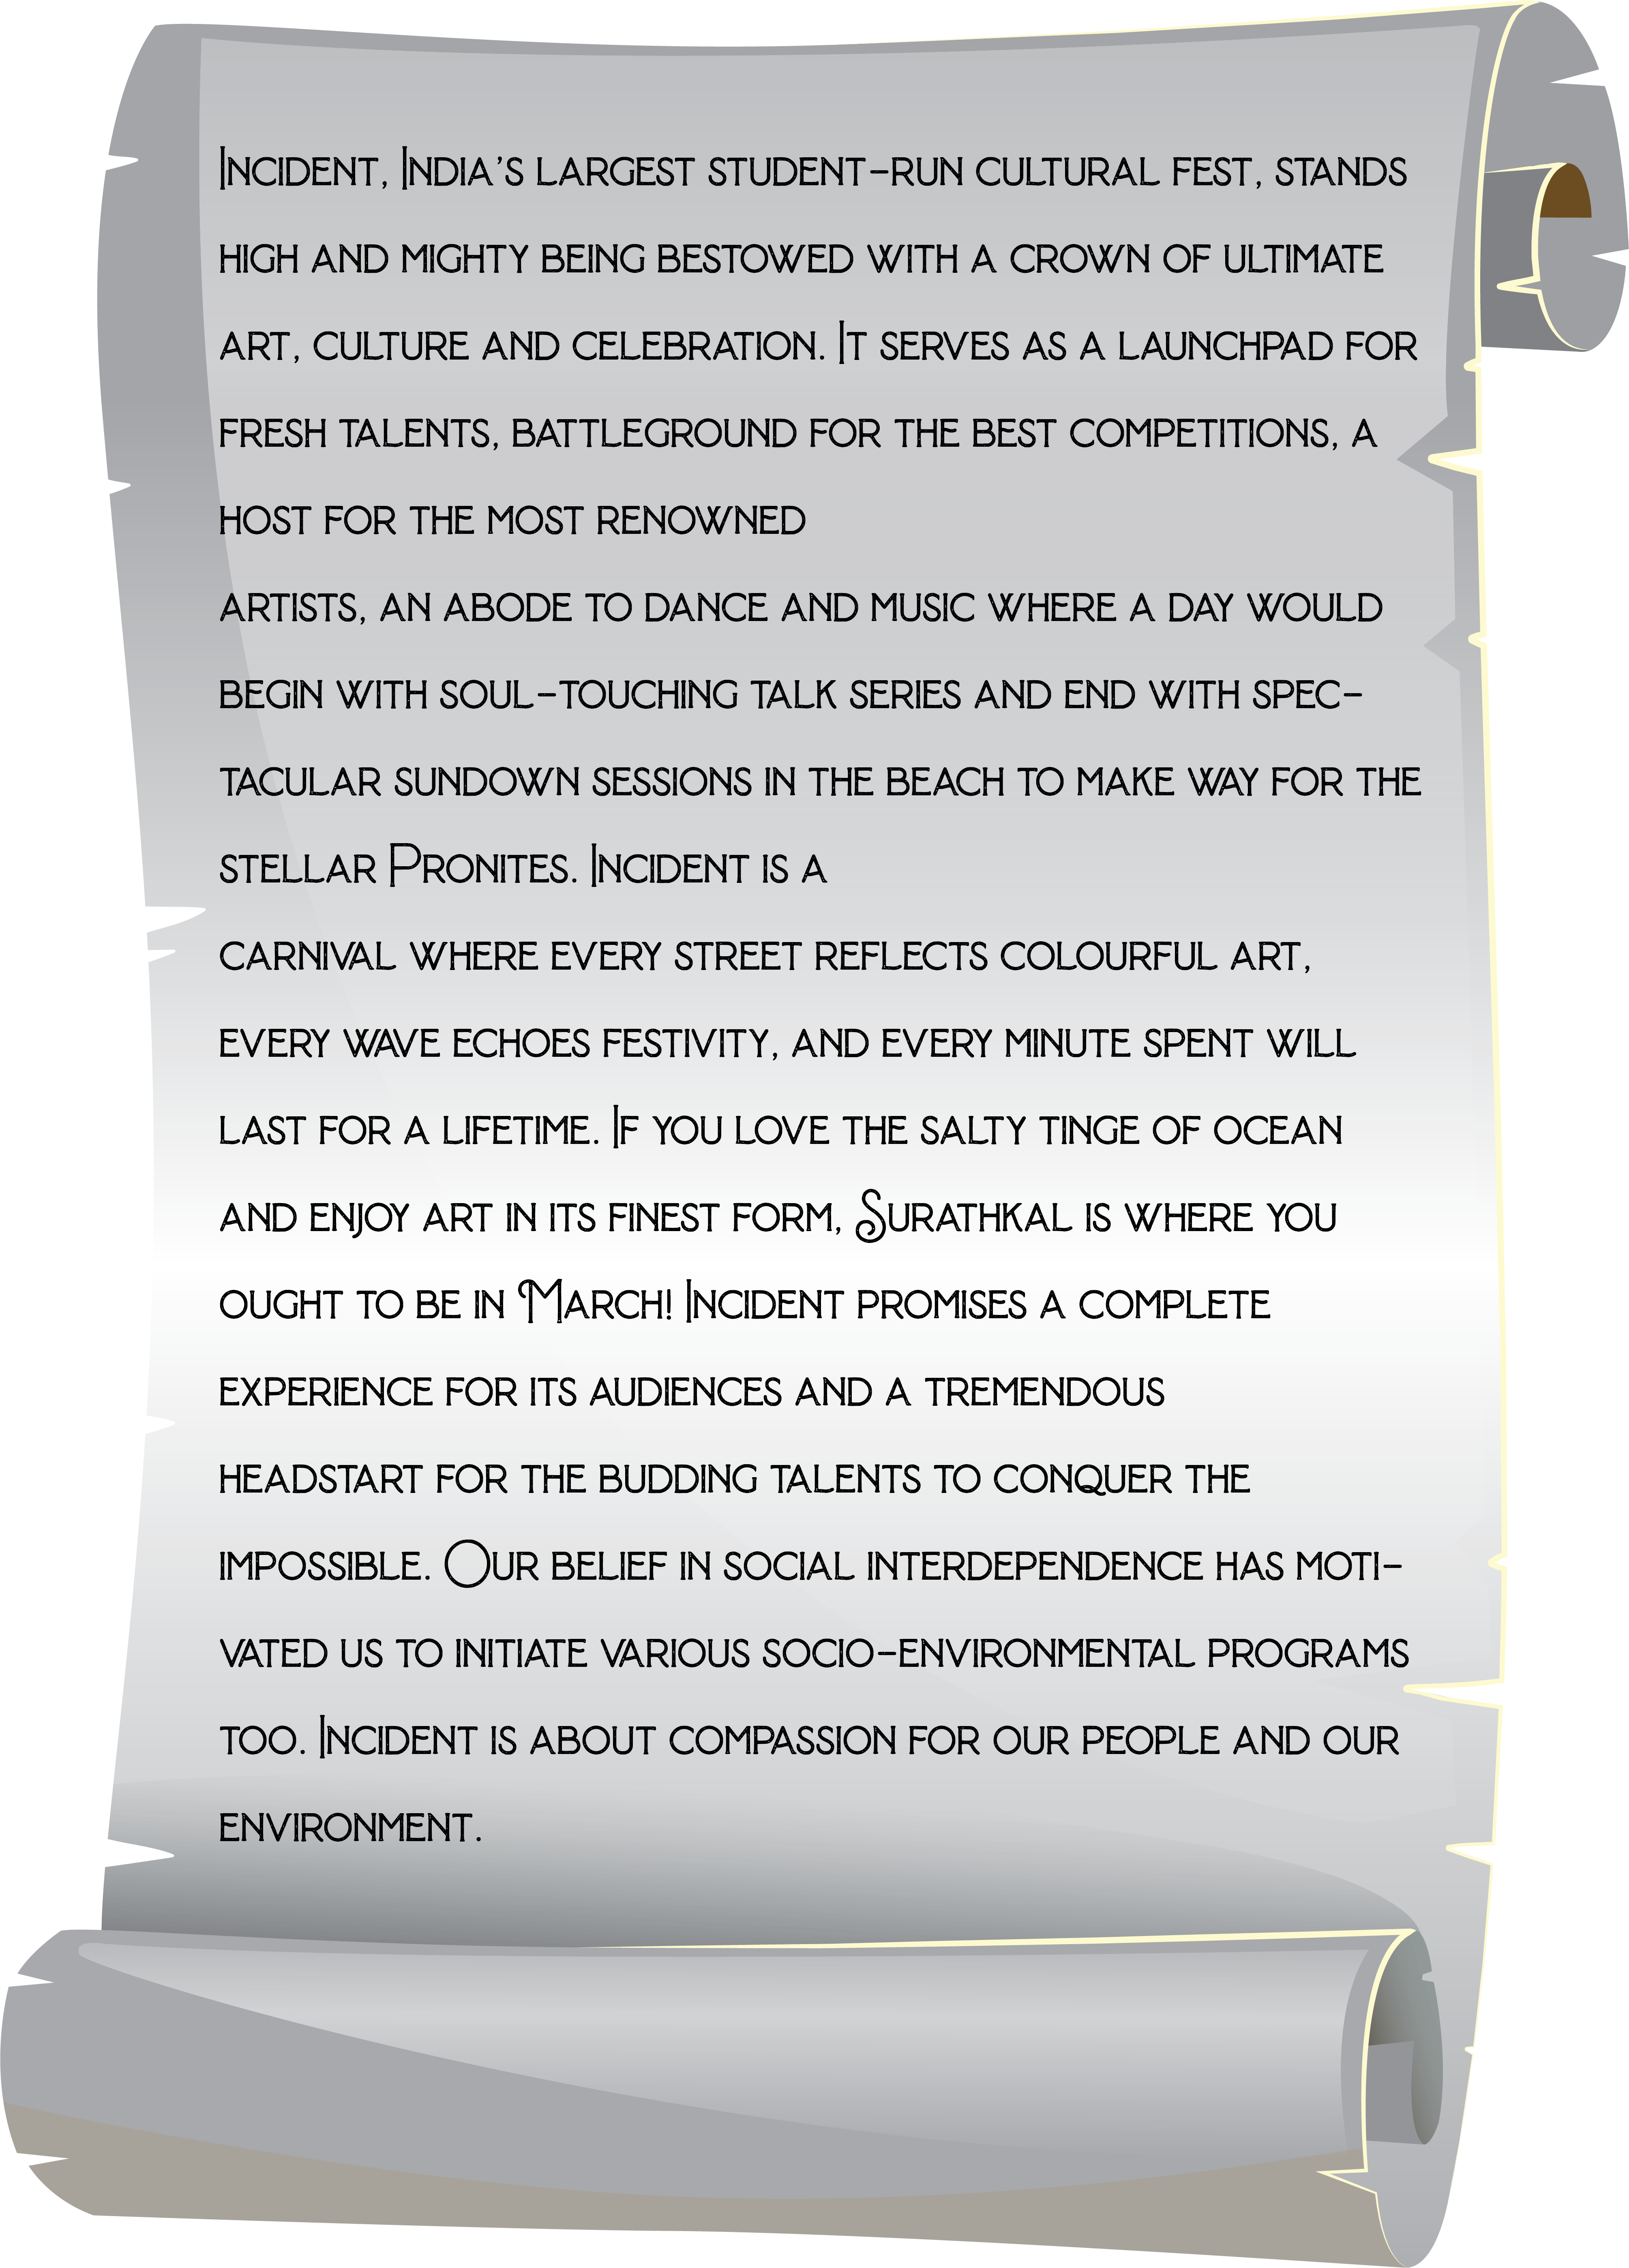 Incident, India's largest student-run cultural fest, stands
high and mighty being bestowed with a crown of ultimate
art, culture and celebration. It serves as a launchpad for
fresh talents, battleground for the best competitions, a
host for the most renowned
artists, an abode to dance and music where a day would
begin with soul-touching talk series and end with spec-
tacular sundown sessions in the beach to make way for the
stellar Pronites. Incident is a
carnival where every street reflects colourful art,
every wave echoes festivity, and every minute spent will
last for a lifetime. If you love the salty tinge of ocean
and enjoy art in its finest form, Surathkal is where you
ought to be in March! Incident promises a complete
experience for its audiences and a tremendous
headstart for the budding talents to conquer the
impossible. Our belief in social interdependence has moti-
vated us to initiate various socio-environmental programs
too. Incident is about compassion for our people and our
environment.